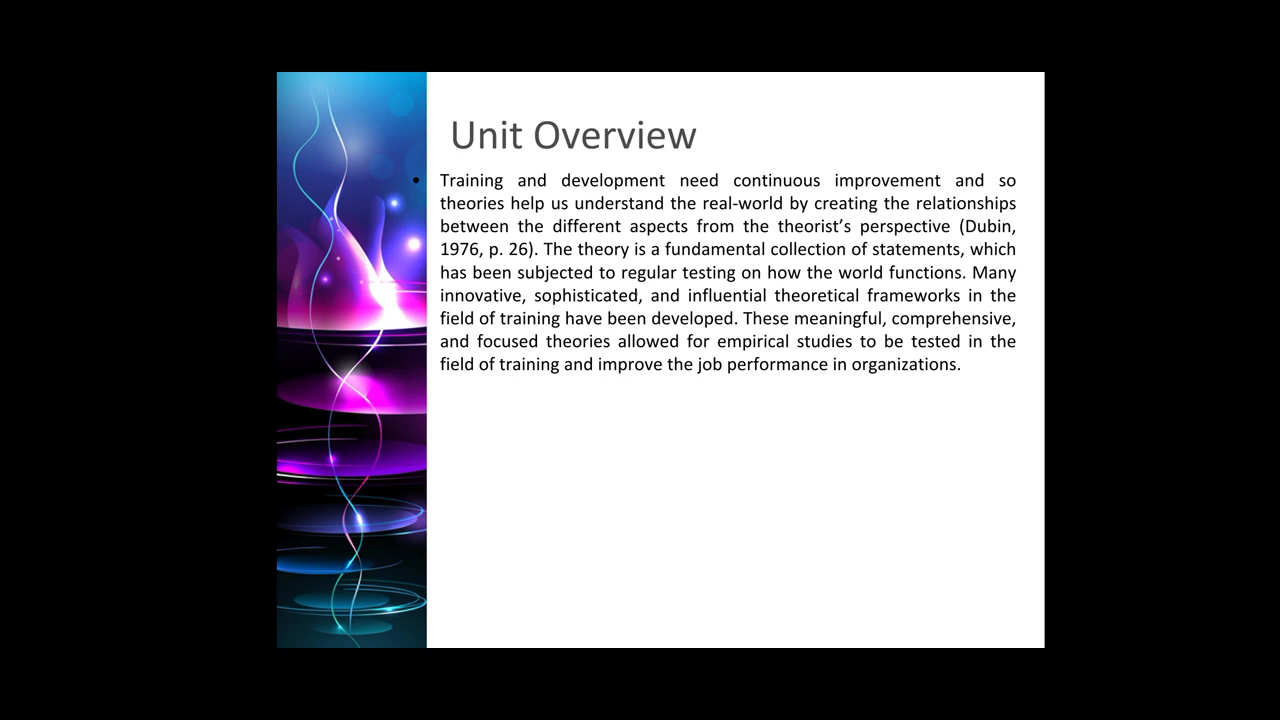 Unit Overview
• Training and development need continuous improvement and so
theories help us understand the real-world by creating the relationships
between the different aspects from the theorist’s perspective (Dubin,
1976, p. 26). The theory is a fundamental collection of statements, which
has been subjected to regular testing on how the world functions. Many
innovative, sophisticated, and influential theoretical frameworks in the
field of training have been developed. These meaningful, comprehensive,
and focused theories allowed for empirical studies to be tested in the
field of training and improve the job performance in organizations.